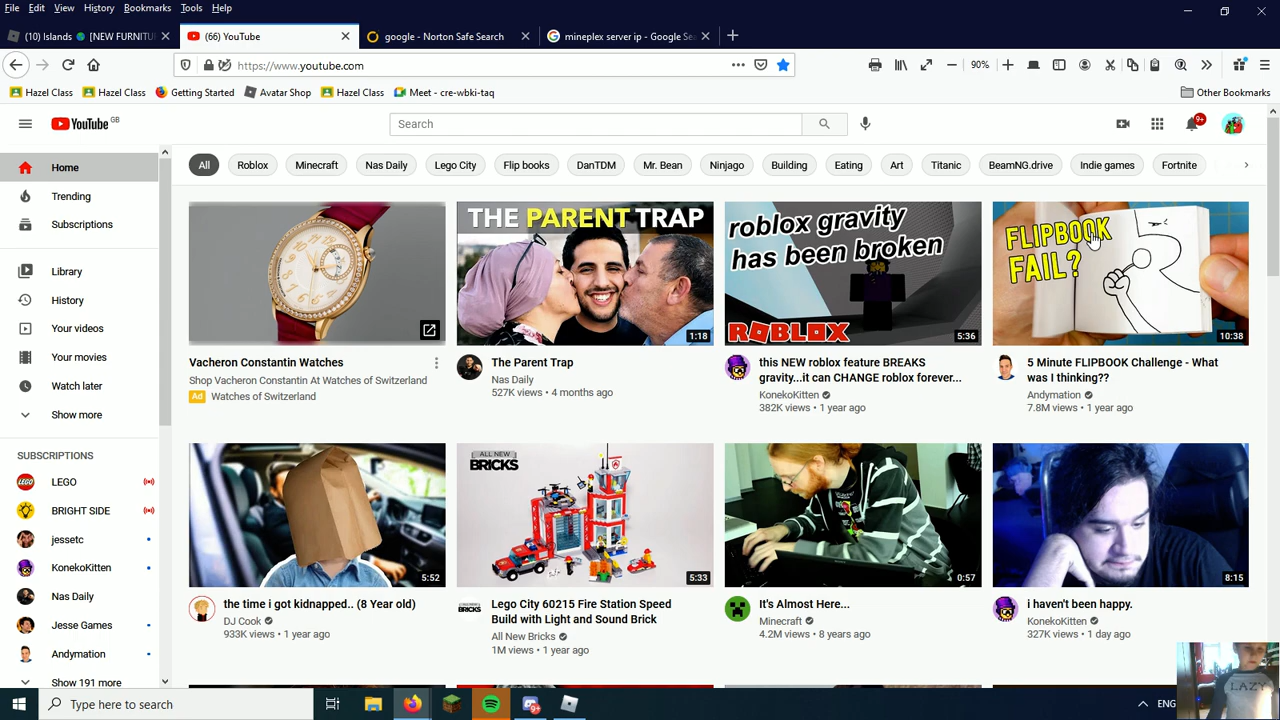 File Edit View History Bookmarks Tools Help
(10) Islands [NEW FURNITU
(66) YouTube
google - Norton Safe Search
mineplex server ip - Google Sea
https://www.youtube.com
90%
Hazel Class
Hazel Class
Getting Started
Avatar Shop
Hazel Class
Meet - cre-wbki-taq
Other Bookmarks
YouTube GB
Search
9+
All
Roblox
Minecraft
Nas Daily
Lego City
Flip books
DanTDM
Mr. Bean
Ninjago
Building
Eating
Art
Titanic
BeamNG.drive
Indie games
Fortnite
Home
Trending
Subscriptions
Library
History
Your videos
Your movies
Watch later
Show more
SUBSCRIPTIONS
LEGO
BRIGHT SIDE
jessetc
KonekoKitten
Nas Daily
Jesse Games
Andymation
Show 191 more
Vacheron Constantin Watches
Shop Vacheron Constantin At Watches of Switzerland
Ad Watches of Switzerland
THE PARENT TRAP
1:18
The Parent Trap
Nas Daily
527K views • 4 months ago
roblox gravity
has been broken
ROBLOX
5:36
this NEW roblox feature BREAKS
gravity...it can CHANGE roblox forever...
KonekoKitten
382K views • 1 year ago
FLIPBOOK
FAIL?
10:38
5 Minute FLIPBOOK Challenge - What
was I thinking??
Andymation
7.8M views • 1 year ago
5:52
the time i got kidnapped.. (8 Year old)
DJ Cook
933K views • 1 year ago
ALL NEW
BRICKS
5:33
Lego City 60215 Fire Station Speed
Build with Light and Sound Brick
All New Bricks
1M views • 1 year ago
0:57
It's Almost Here...
Minecraft
4.2M views • 8 years ago
8:15
i haven't been happy.
KonekoKitten
327K views • 1 day ago
Type here to search
9+
ENG
LAZY